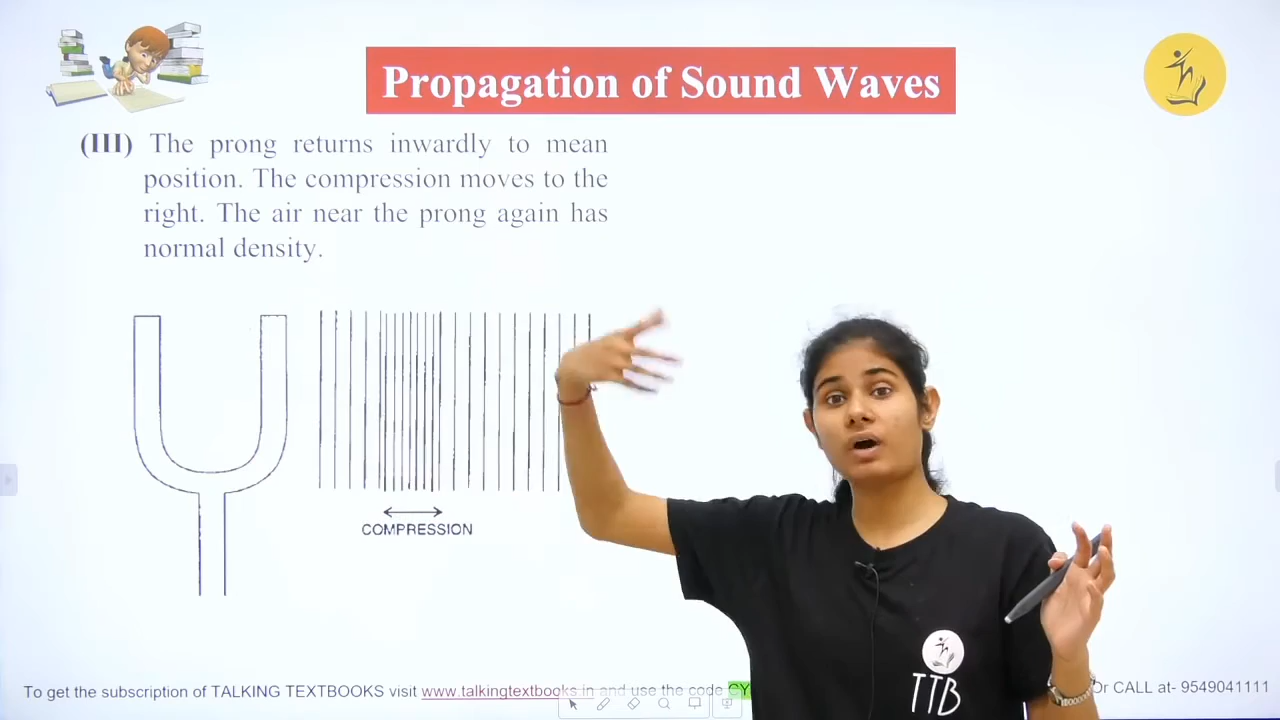 Propagation of Sound Waves
(III) The prong returns inwardly to mean
position. The compression moves to the
right. The air near the prong again has
normal density.
COMPRESSION
TTB
To get the subscription of TALKING TEXTBOOKS visit www.talkingtextbooks.in and use the code CY
Or CALL at- 9549041111